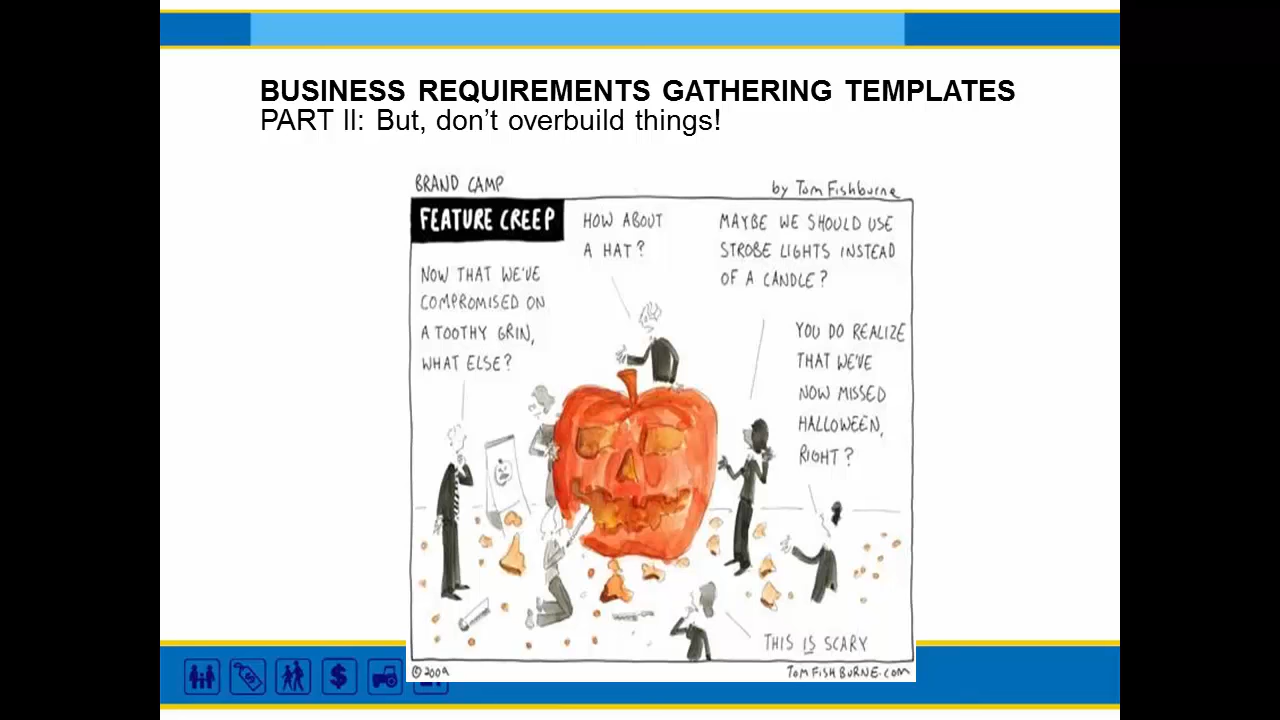 BUSINESS REQUIREMENTS GATHERING TEMPLATES
PART II: But, don’t overbuild things!
BRAND CAMP
by Tom Fishburne
FEATURE CREEP
NOW THAT WE'VE
COMPROMISED ON
A TOOTHY GRIN,
WHAT ELSE?
HOW ABOUT
A HAT?
MAYBE WE SHOULD USE
STROBE LIGHTS INSTEAD
OF A CANDLE?
YOU DO REALIZE
THAT WE'VE
NOW MISSED
HALLOWEEN,
RIGHT?
THIS IS SCARY
© 2009
TOMFISHBURNE.COM
$